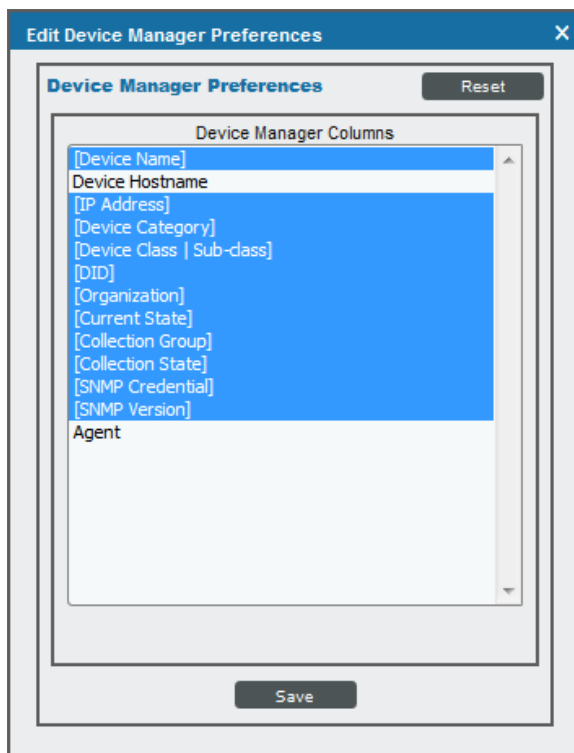 Edit Device Manager Preferences
Device Manager Preferences
Reset
Device Manager Columns
[Device Name]
Device Hostname
[IP Address]
[Device Category]
[Device Class | Sub-class]
[DID]
[Organization]
[Current State]
[Collection Group]
[Collection State]
[SNMP Credential]
[SNMP Version]
Agent
Save